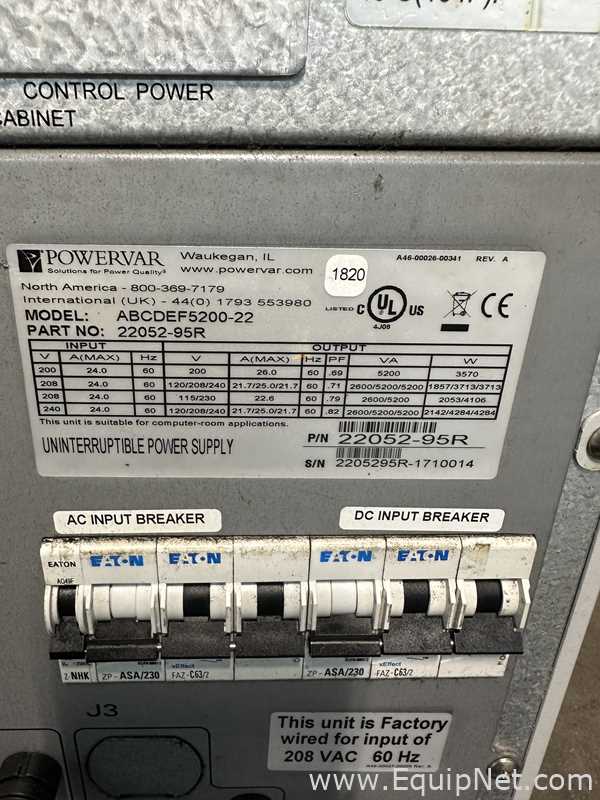 CONTROL POWER
CABINET
POWERVAR
Solutions for Power Quality
Waukegan, IL
www.powervar.com
1820
A46-00026-00341 REV. A
North America - 800-369-7179
International (UK) - 44(0) 1793 553980
LISTED C UL US
4J06
CE
MODEL: ABCDEF5200-22
PART NO: 22052-95R
INPUT OUTPUT
V A(MAX) Hz V A(MAX) Hz PF VA W
200 24.0 60 200 26.0 60 .69 5200 3570
208 24.0 60 120/208/240 21.7/25.0/21.7 60 .71 2600/5200/5200 1857/3713/3713
208 24.0 60 115/230 22.6 60 .79 2600/5200 2053/4106
240 24.0 60 120/208/240 21.7/25.0/21.7 60 .82 2600/5200/5200 2142/4284/4284
This unit is suitable for computer-room applications.
UNINTERRUPTIBLE POWER SUPPLY
P/N 22052-95R
S/N 2205295R-1710014
AC INPUT BREAKER
DC INPUT BREAKER
EATON EATON EATON EATON EATON
Z-NHK ZP-ASA/230 xEffect FAZ-C63/2 ZP-ASA/230 xEffect FAZ-C63/2
J3
This unit is Factory
wired for input of
208 VAC 60 Hz
www.EquipNet.com